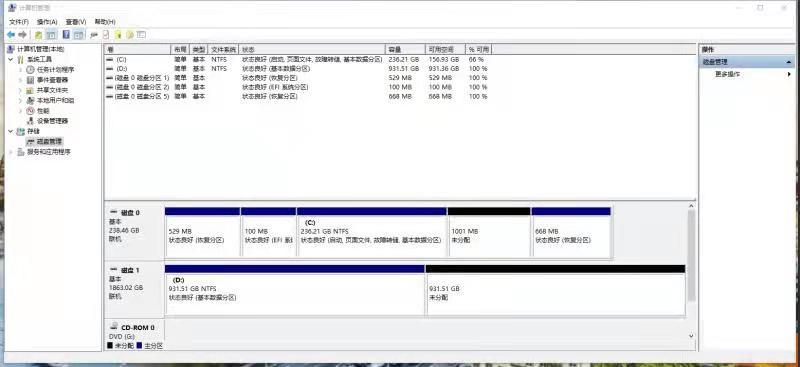 计算机管理
文件(F) 操作(A) 查看(V) 帮助(H)
计算机管理(本地)
系统工具
任务计划程序
事件查看器
共享文件夹
本地用户和组
性能
设备管理器
存储
磁盘管理
服务和应用程序
卷 布局 类型 文件系统 状态 容量 可用空间 % 可用
(C:) 简单 基本 NTFS 状态良好 (启动, 页面文件, 故障转储, 基本数据分区) 236.21 GB 156.93 GB 66 %
(D:) 简单 基本 NTFS 状态良好 (基本数据分区) 931.51 GB 931.36 GB 100 %
(磁盘 0 磁盘分区 1) 简单 基本 状态良好 (恢复分区) 529 MB 529 MB 100 %
(磁盘 0 磁盘分区 2) 简单 基本 状态良好 (EFI 系统分区) 100 MB 100 MB 100 %
(磁盘 0 磁盘分区 5) 简单 基本 状态良好 (恢复分区) 668 MB 668 MB 100 %
操作
磁盘管理
更多操作
磁盘 0
基本
238.46 GB
联机
529 MB
状态良好 (恢复分区)
100 MB
状态良好 (EFI 系
(C:)
236.21 GB NTFS
状态良好 (启动, 页面文件, 故障转储, 基本数据分区)
1001 MB
未分配
668 MB
状态良好 (恢复分区)
磁盘 1
基本
1863.02 GB
联机
(D:)
931.51 GB NTFS
状态良好 (基本数据分区)
931.51 GB
未分配
CD-ROM 0
DVD (G:)
未分配 主分区